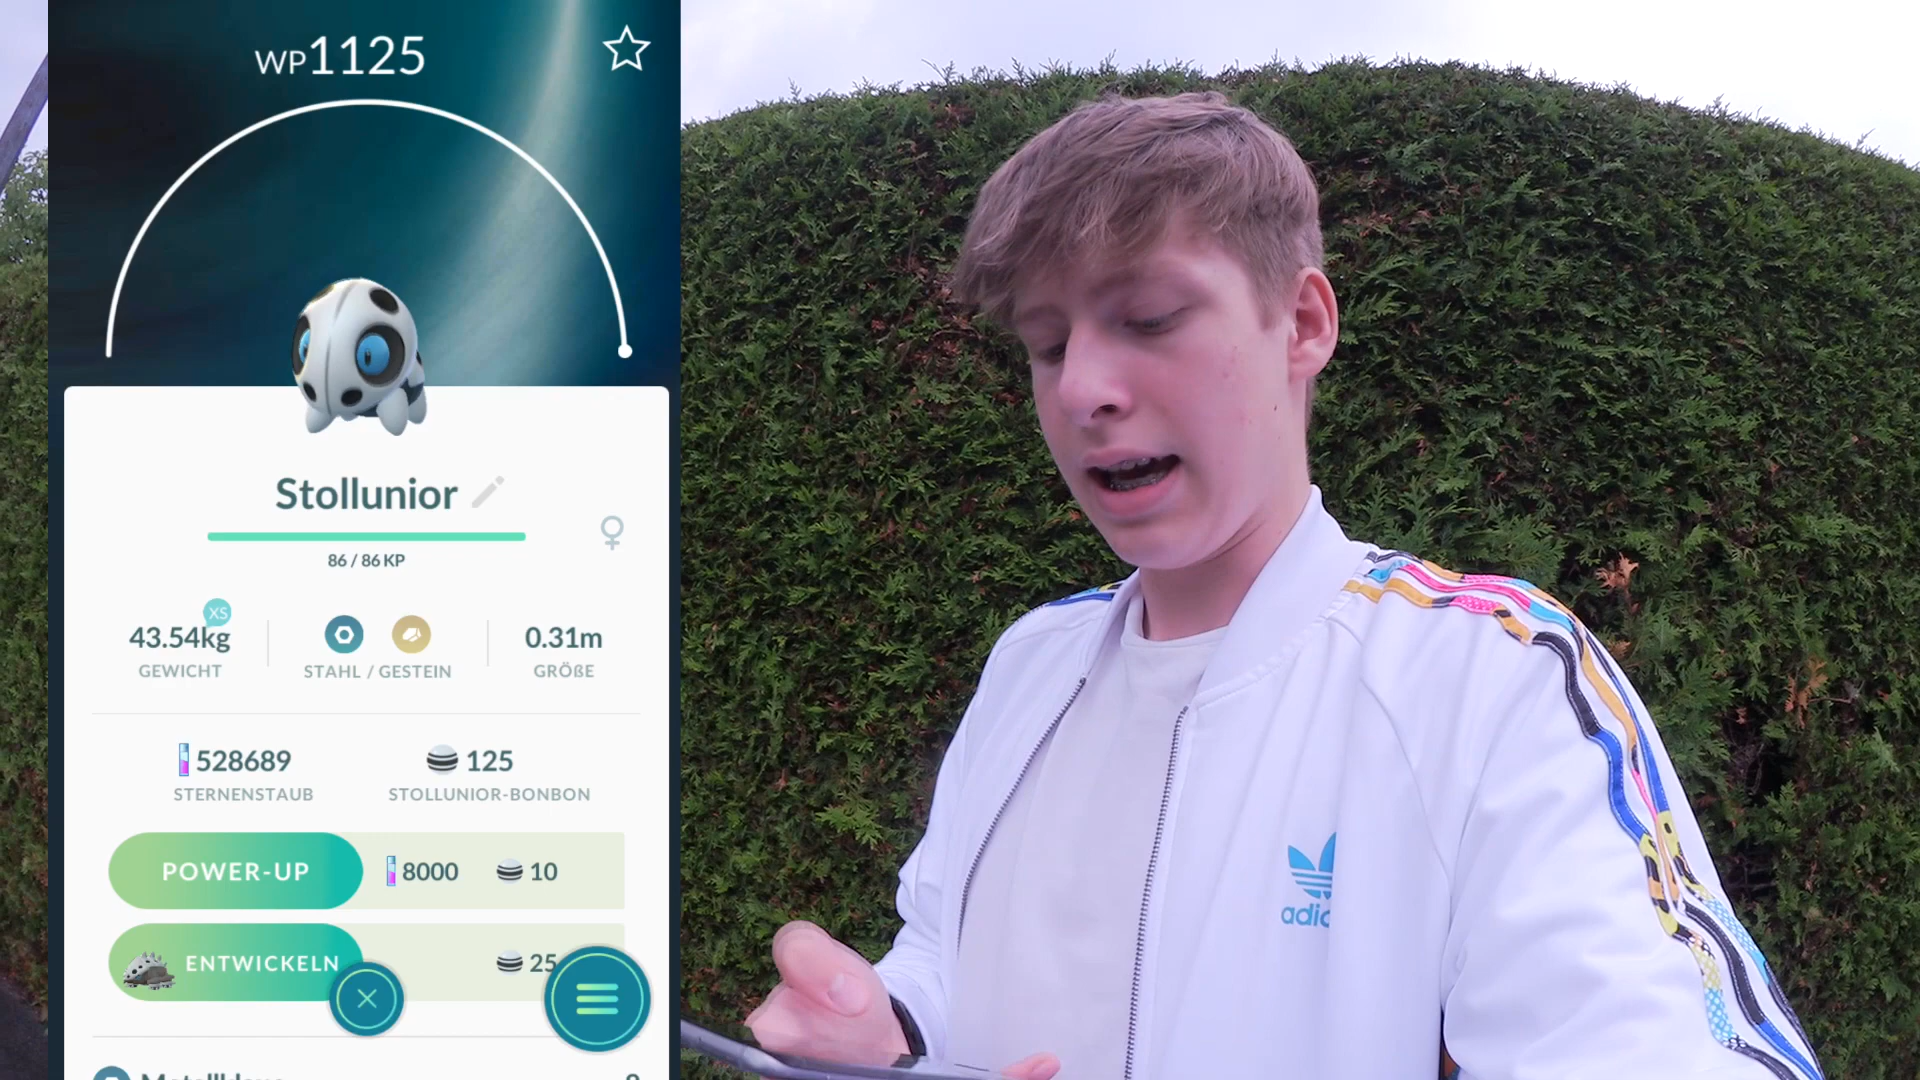 WP1125
Stollunior
86 / 86 KP
XS
43.54kg
0.31m
GEWICHT
STAHL / GESTEIN
GRÖßE
528689
125
STERNENSTAUB
STOLLUNIOR-BONBON
POWER-UP
8000
10
ENTWICKELN
25
adid